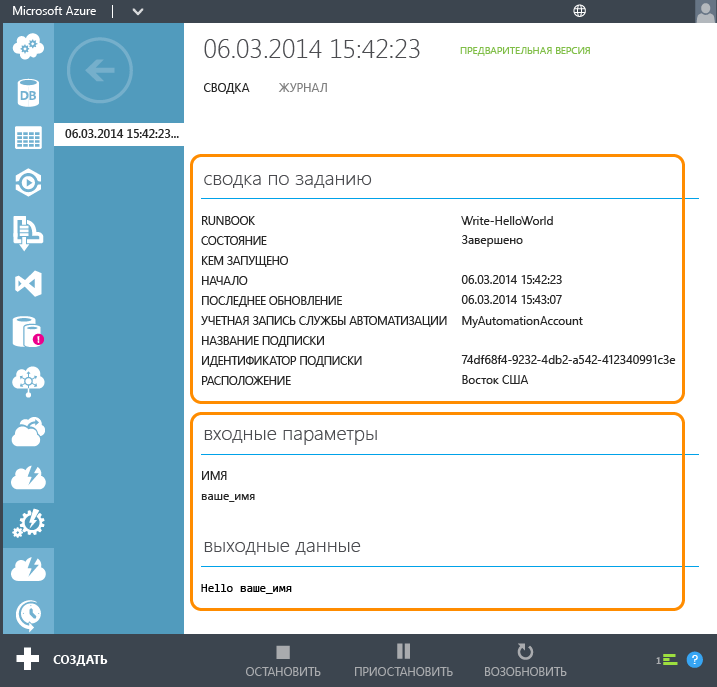 Microsoft Azure
06.03.2014 15:42:23 ПРЕДВАРИТЕЛЬНАЯ ВЕРСИЯ
СВОДКА ЖУРНАЛ
DB
06.03.2014 15:42:23...
сводка по заданию
RUNBOOK Write-HelloWorld
СОСТОЯНИЕ Завершено
КЕМ ЗАПУЩЕНО
НАЧАЛО 06.03.2014 15:42:23
ПОСЛЕДНЕЕ ОБНОВЛЕНИЕ 06.03.2014 15:43:07
УЧЕТНАЯ ЗАПИСЬ СЛУЖБЫ АВТОМАТИЗАЦИИ MyAutomationAccount
НАЗВАНИЕ ПОДПИСКИ
ИДЕНТИФИКАТОР ПОДПИСКИ 74df68f4-9232-4db2-a542-412340991c3e
РАСПОЛОЖЕНИЕ Восток США
входные параметры
ИМЯ
ваше_имя
выходные данные
Hello ваше_имя
СОЗДАТЬ ОСТАНОВИТЬ ПРИОСТАНОВИТЬ ВОЗОБНОВИТЬ 1 ?